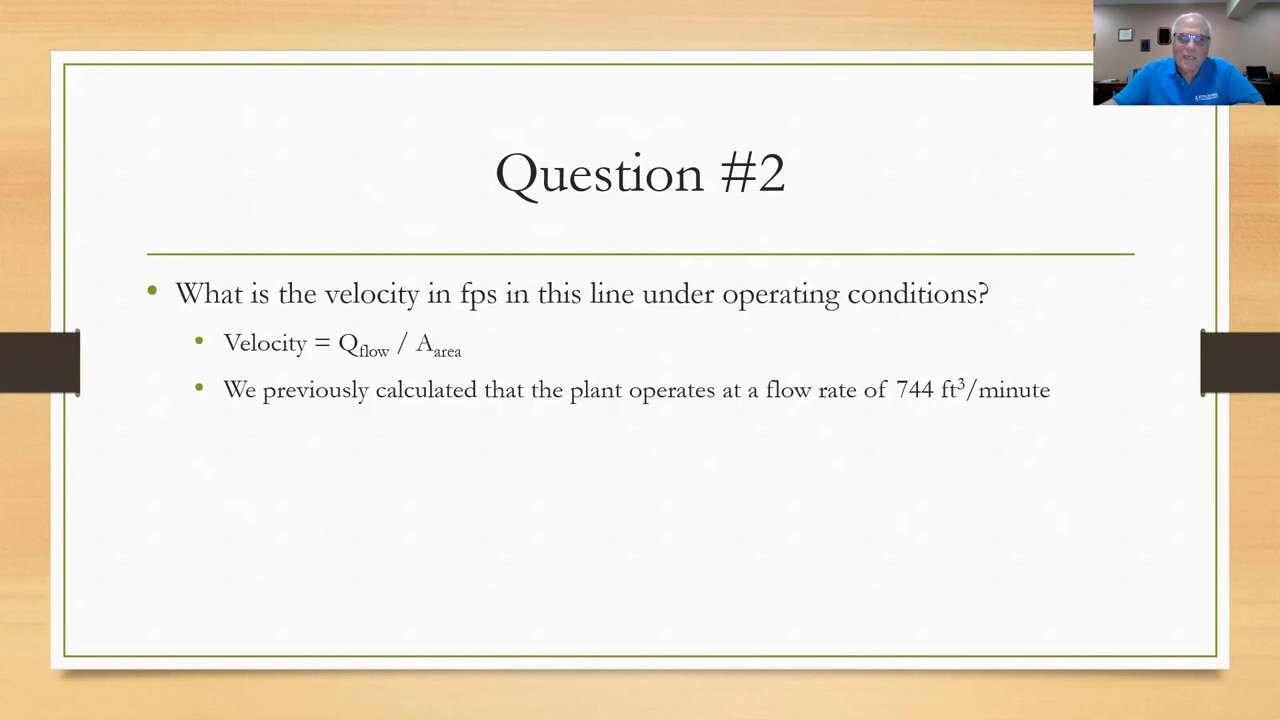 Question #2
What is the velocity in fps in this line under operating conditions?
Velocity = Qflow / Aarea
We previously calculated that the plant operates at a flow rate of 744 ft³/minute